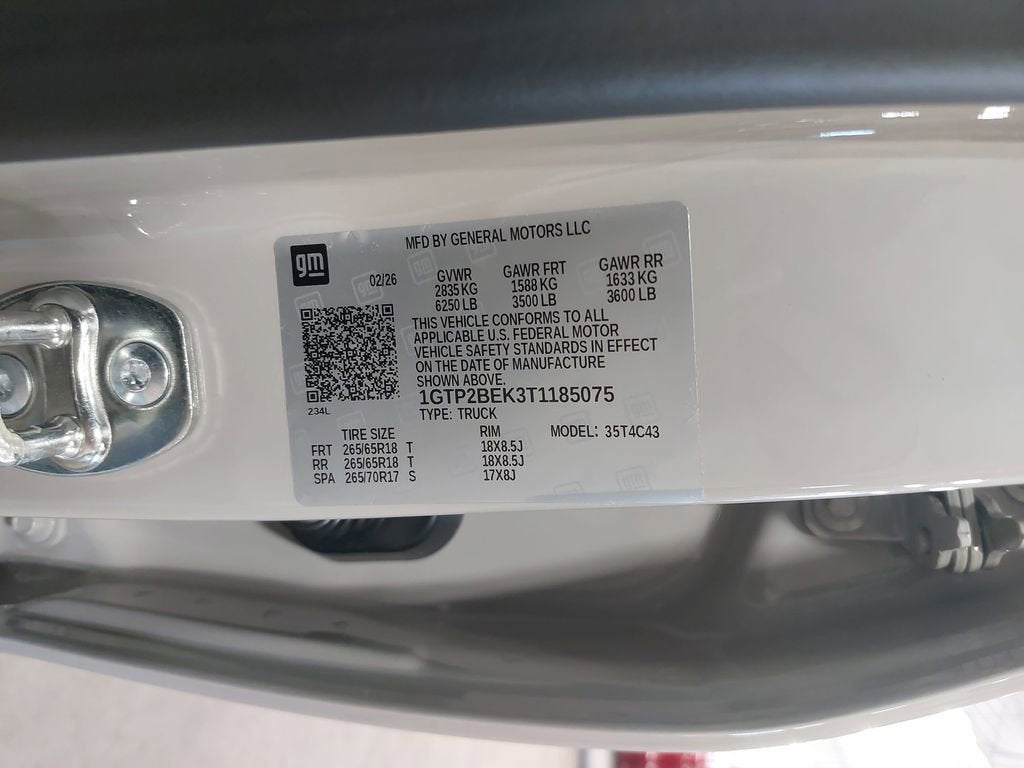 MFD BY GENERAL MOTORS LLC
gm
02/26
GVWR GAWR FRT GAWR RR
2835 KG 1588 KG 1633 KG
6250 LB 3500 LB 3600 LB
THIS VEHICLE CONFORMS TO ALL
APPLICABLE U.S. FEDERAL MOTOR
VEHICLE SAFETY STANDARDS IN EFFECT
ON THE DATE OF MANUFACTURE
SHOWN ABOVE.
1GTP2BEK3T1185075
234L
TYPE: TRUCK
TIRE SIZE RIM MODEL: 35T4C43
FRT 265/65R18 T 18X8.5J
RR 265/65R18 T 18X8.5J
SPA 265/70R17 S 17X8J